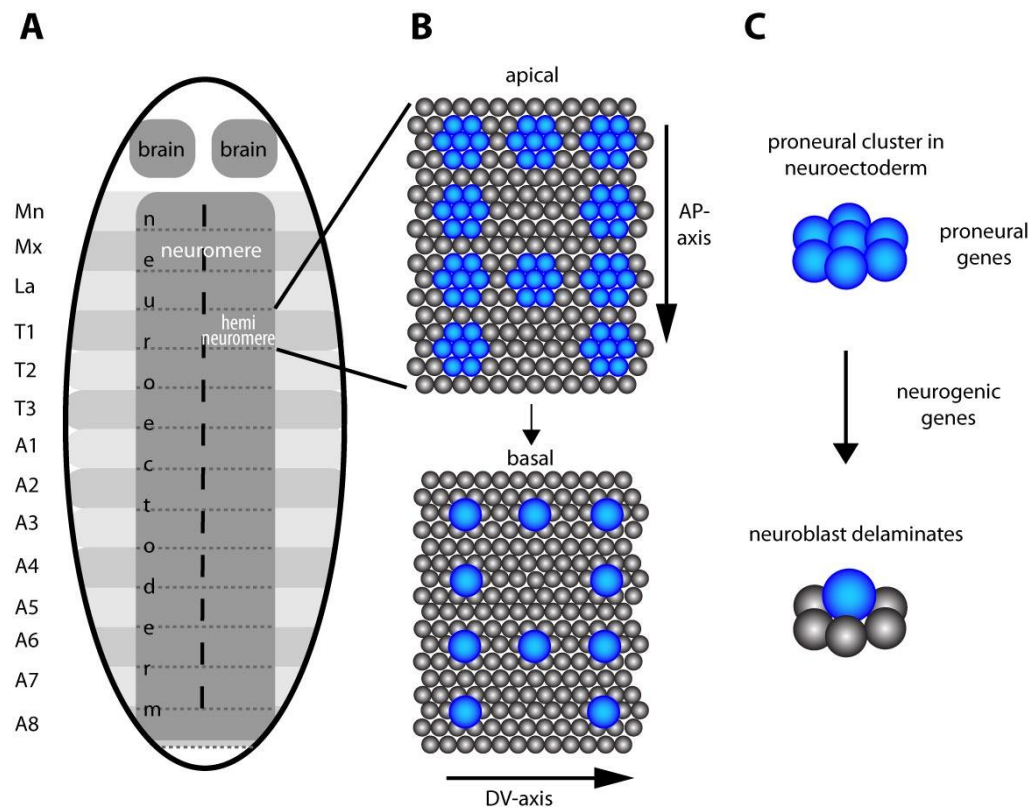 A
brain
brain
Mn
Mx
La
T1
T2
T3
A1
A2
A3
A4
A5
A6
A7
A8
neuroectoderm
neuromere
hemi
neuromere
B
apical
AP-
axis
basal
DV-axis
C
proneural cluster in
neuroectoderm
proneural
genes
neurogenic
genes
neuroblast delaminates